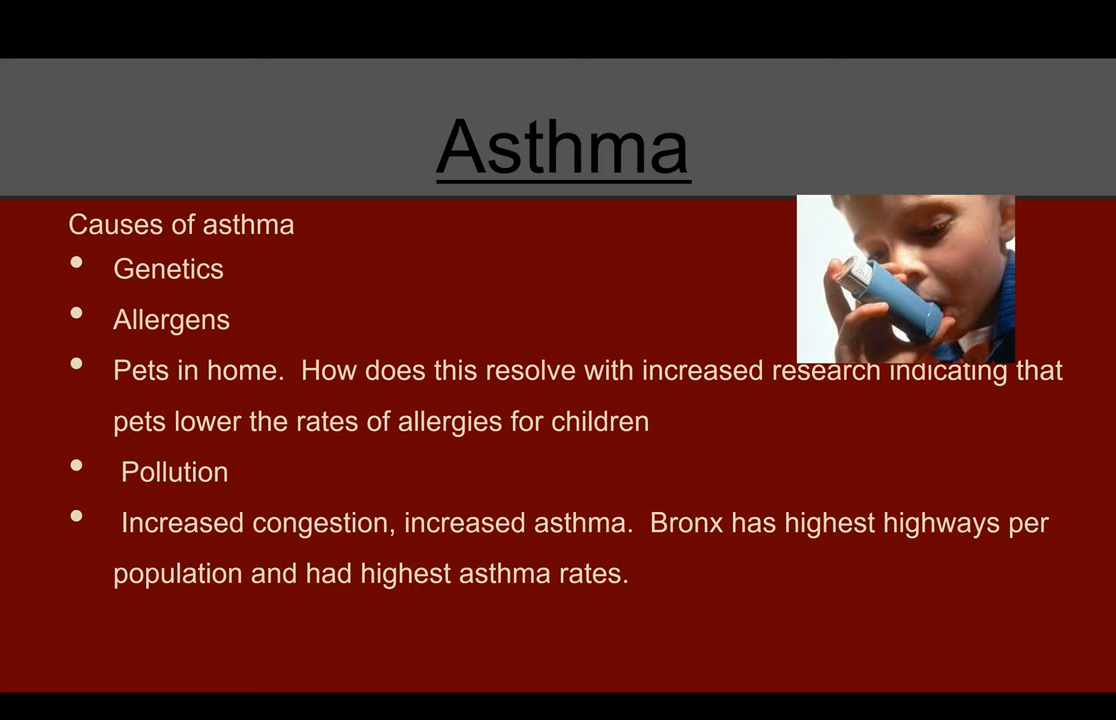 Asthma
Causes of asthma
• Genetics
• Allergens
• Pets in home.  How does this resolve with increased research indicating that
pets lower the rates of allergies for children
• Pollution
• Increased congestion, increased asthma.  Bronx has highest highways per
population and had highest asthma rates.